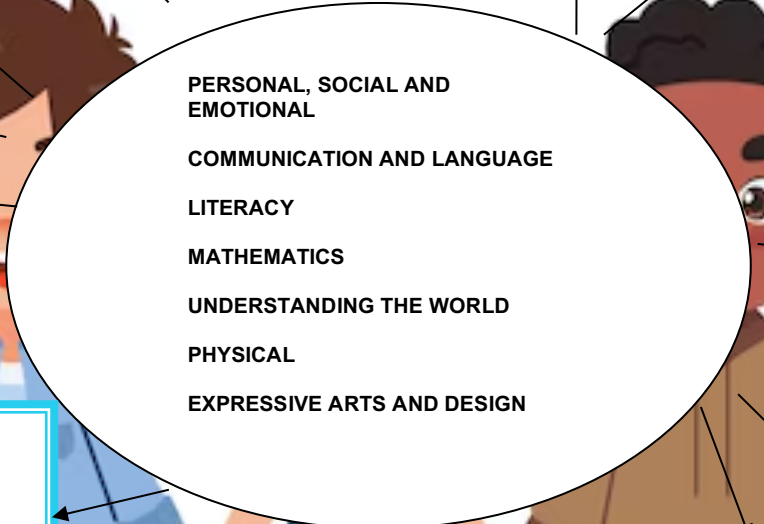 PERSONAL, SOCIAL AND
EMOTIONAL
COMMUNICATION AND LANGUAGE
LITERACY
MATHEMATICS
UNDERSTANDING THE WORLD
PHYSICAL
EXPRESSIVE ARTS AND DESIGN